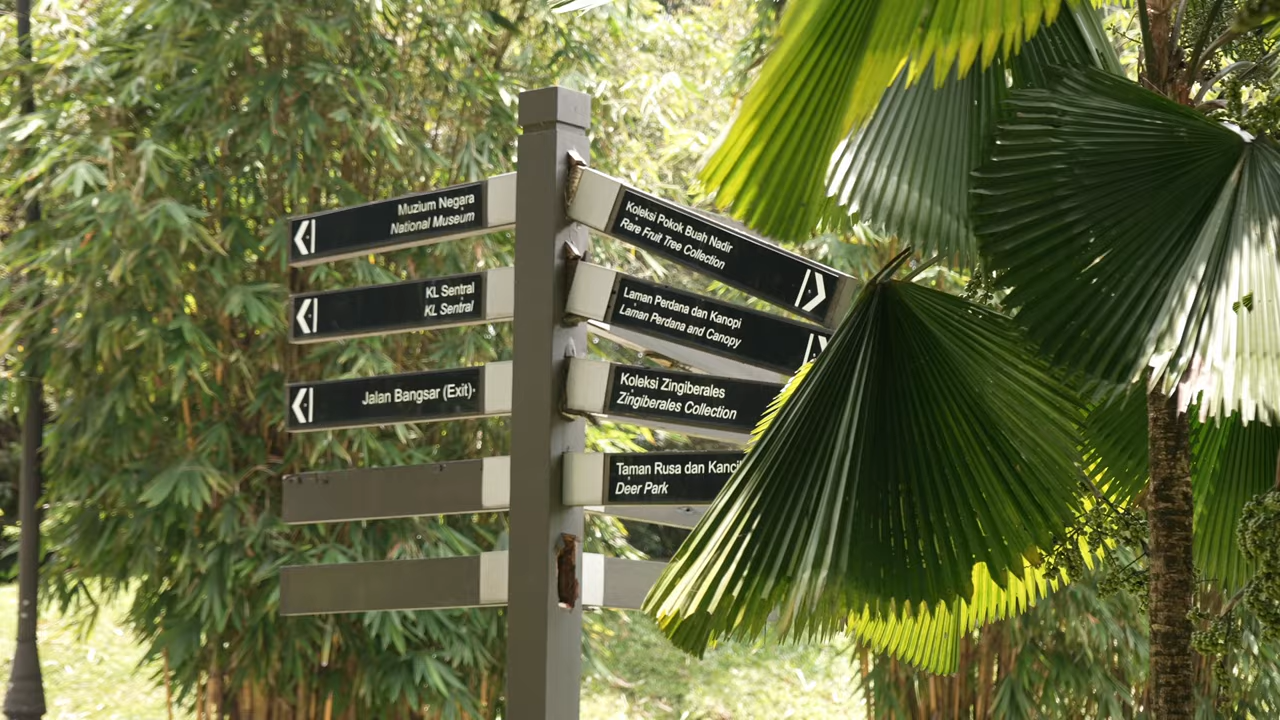 Muzium Negara
National Museum
KL Sentral
KL Sentral
Jalan Bangsar (Exit)
Koleksi Pokok Buah Nadir
Rare Fruit Tree Collection
Laman Perdana dan Kanopi
Laman Perdana and Canopy
Koleksi Zingiberales
Zingiberales Collection
Taman Rusa dan Kanci
Deer Park